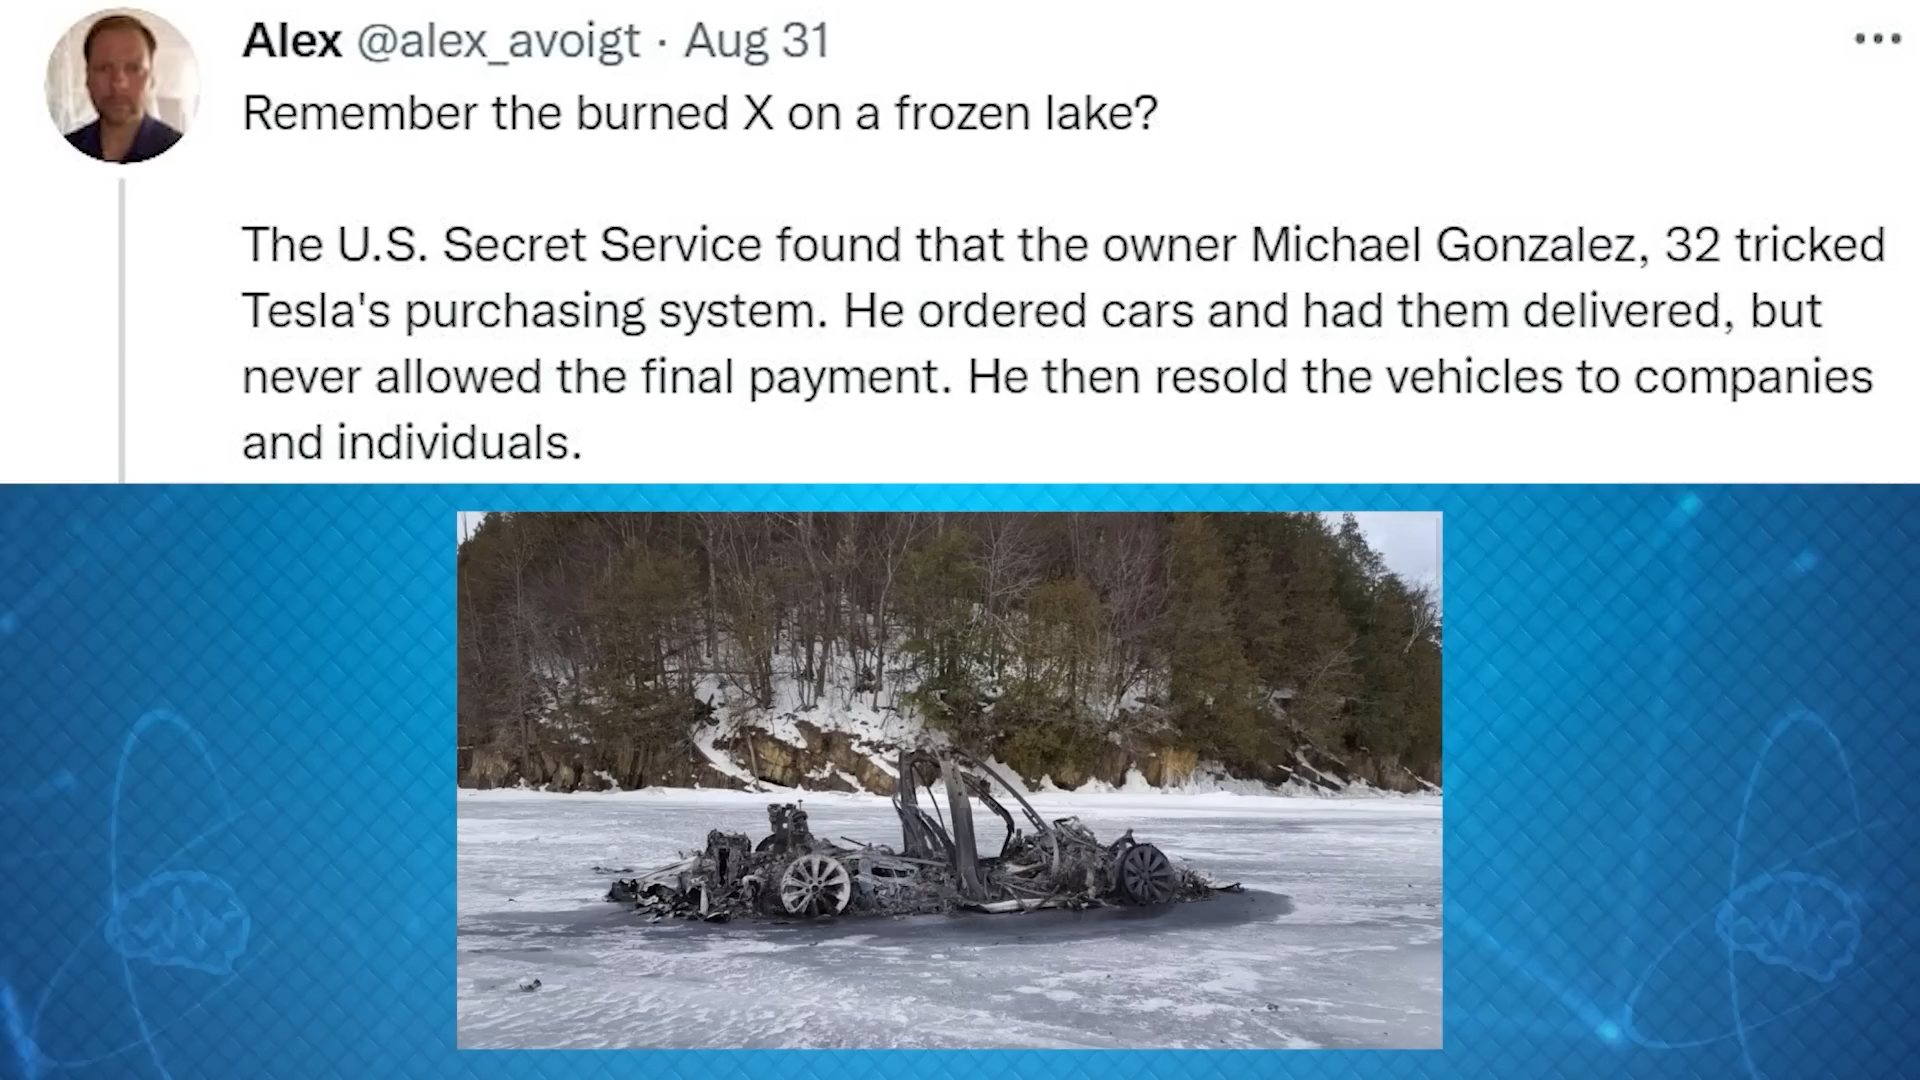 Alex @alex_avoigt · Aug 31
Remember the burned X on a frozen lake?
The U.S. Secret Service found that the owner Michael Gonzalez, 32 tricked
Tesla's purchasing system. He ordered cars and had them delivered, but
never allowed the final payment. He then resold the vehicles to companies
and individuals.